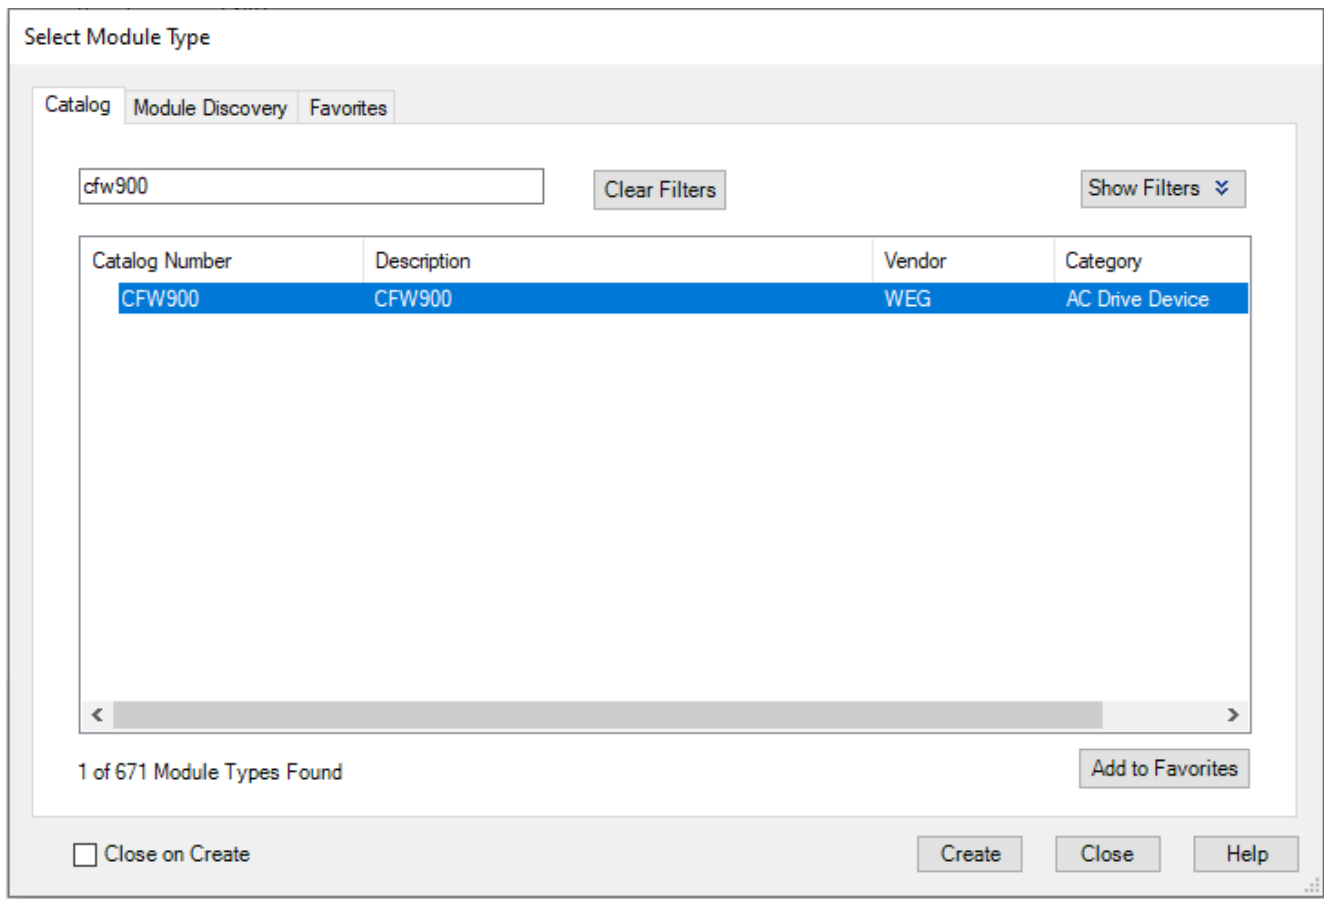 Select Module Type
Catalog Module Discovery Favorites
cfw900 Clear Filters Show Filters
Catalog Number Description Vendor Category
CFW900 CFW900 WEG AC Drive Device
1 of 671 Module Types Found Add to Favorites
Close on Create Create Close Help